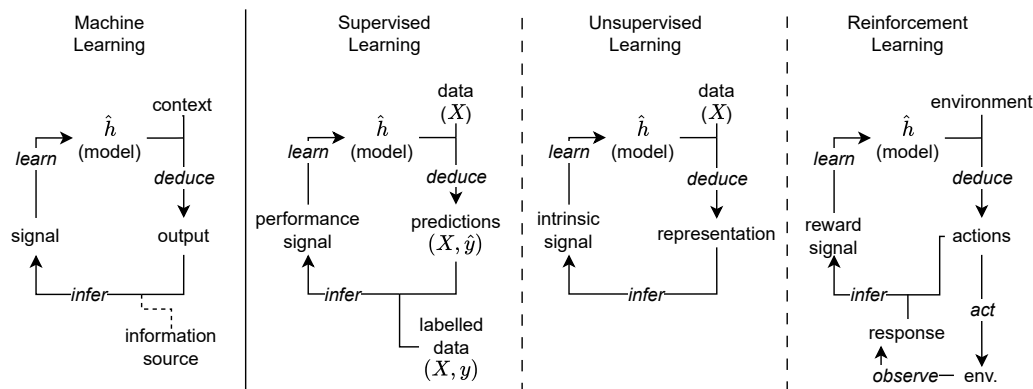 Machine
Learning
context
ĥ
(model)
learn
deduce
signal
output
infer
information
source
Supervised
Learning
data
(X)
ĥ
(model)
learn
deduce
performance
signal
predictions
(X, ŷ)
infer
labelled
data
(X, y)
Unsupervised
Learning
data
(X)
ĥ
(model)
learn
deduce
intrinsic
signal
representation
infer
Reinforcement
Learning
environment
ĥ
(model)
learn
deduce
reward
signal
actions
infer
act
response
observe
env.